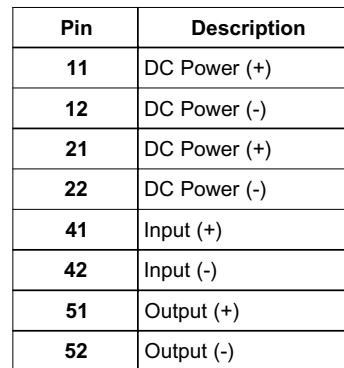 Pin Description
11 DC Power (+)
12 DC Power (-)
21 DC Power (+)
22 DC Power (-)
41 Input (+)
42 Input (-)
51 Output (+)
52 Output (-)